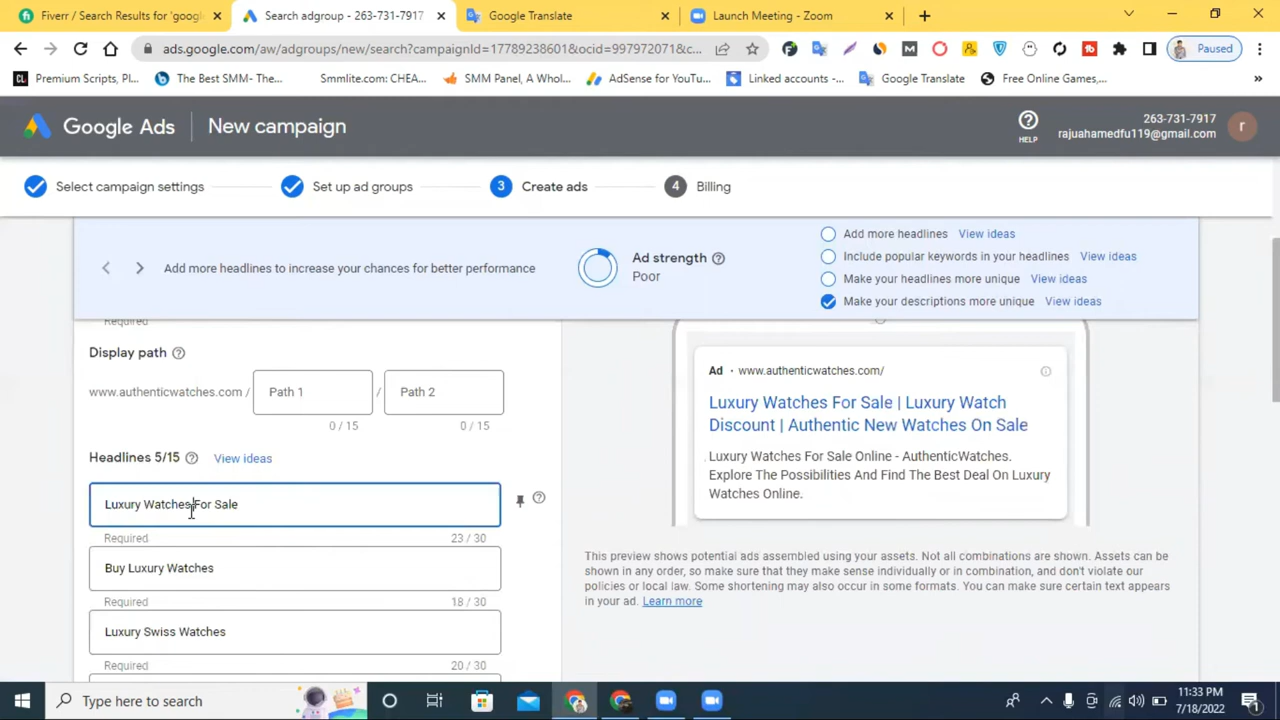 Fiverr / Search Results for 'googl
Search adgroup - 263-731-7917
Google Translate
Launch Meeting - Zoom
ads.google.com/aw/adgroups/new/search?campaignId=17789238601&ocid=997972071&c...
Paused
Premium Scripts, Pl...
The Best SMM- The...
Smmlite.com: CHEA...
SMM Panel, A Whol...
AdSense for YouTu...
Linked accounts -...
Google Translate
Free Online Games,...
Google Ads
New campaign
HELP
263-731-7917
rajuahamedfu119@gmail.com
r
Select campaign settings
Set up ad groups
3 Create ads
4 Billing
Add more headlines to increase your chances for better performance
Ad strength
Poor
Add more headlines View ideas
Include popular keywords in your headlines View ideas
Make your headlines more unique View ideas
Make your descriptions more unique View ideas
Required
Display path
www.authenticwatches.com / Path 1 / Path 2
0 / 15 0 / 15
Headlines 5/15 View ideas
Luxury Watches For Sale
Required 23 / 30
Buy Luxury Watches
Required 18 / 30
Luxury Swiss Watches
Required 20 / 30
Ad · www.authenticwatches.com/
Luxury Watches For Sale | Luxury Watch
Discount | Authentic New Watches On Sale
Luxury Watches For Sale Online - AuthenticWatches.
Explore The Possibilities And Find The Best Deal On Luxury
Watches Online.
This preview shows potential ads assembled using your assets. Not all combinations are shown. Assets can be
shown in any order, so make sure that they make sense individually or in combination, and don't violate our
policies or local law. Some shortening may also occur in some formats. You can make sure certain text appears
in your ad. Learn more
Type here to search
11:33 PM
7/18/2022